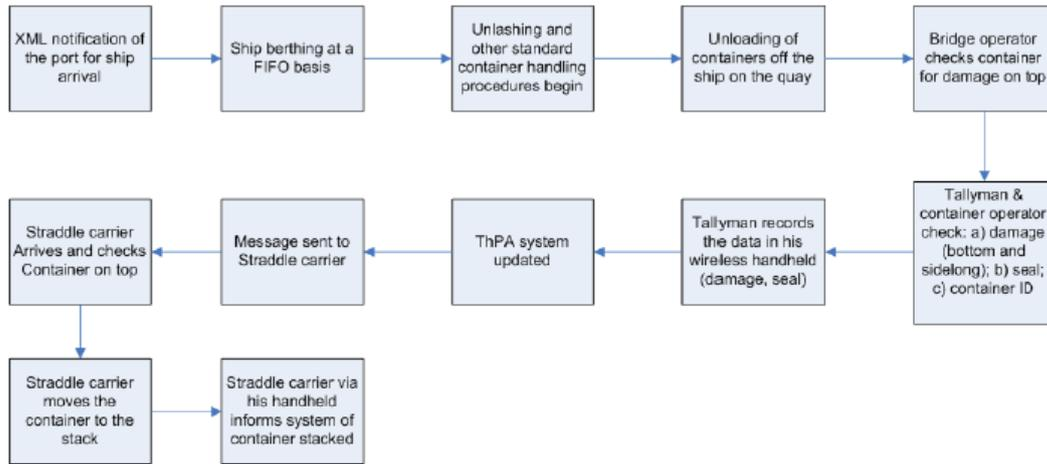 XML notification of
the port for ship
arrival
Ship berthing at a
FIFO basis
Unlashing and
other standard
container handling
procedures begin
Unloading of
containers off the
ship on the quay
Bridge operator
checks container
for damage on top
Tallyman &
container operator
check: a) damage
(bottom and
sidelong); b) seal;
c) container ID
Tallyman records
the data in his
wireless handheld
(damage, seal)
ThPA system
updated
Message sent to
Straddle carrier
Straddle carrier
Arrives and checks
Container on top
Straddle carrier
moves the
container to the
stack
Straddle carrier via
his handheld
informs system of
container stacked